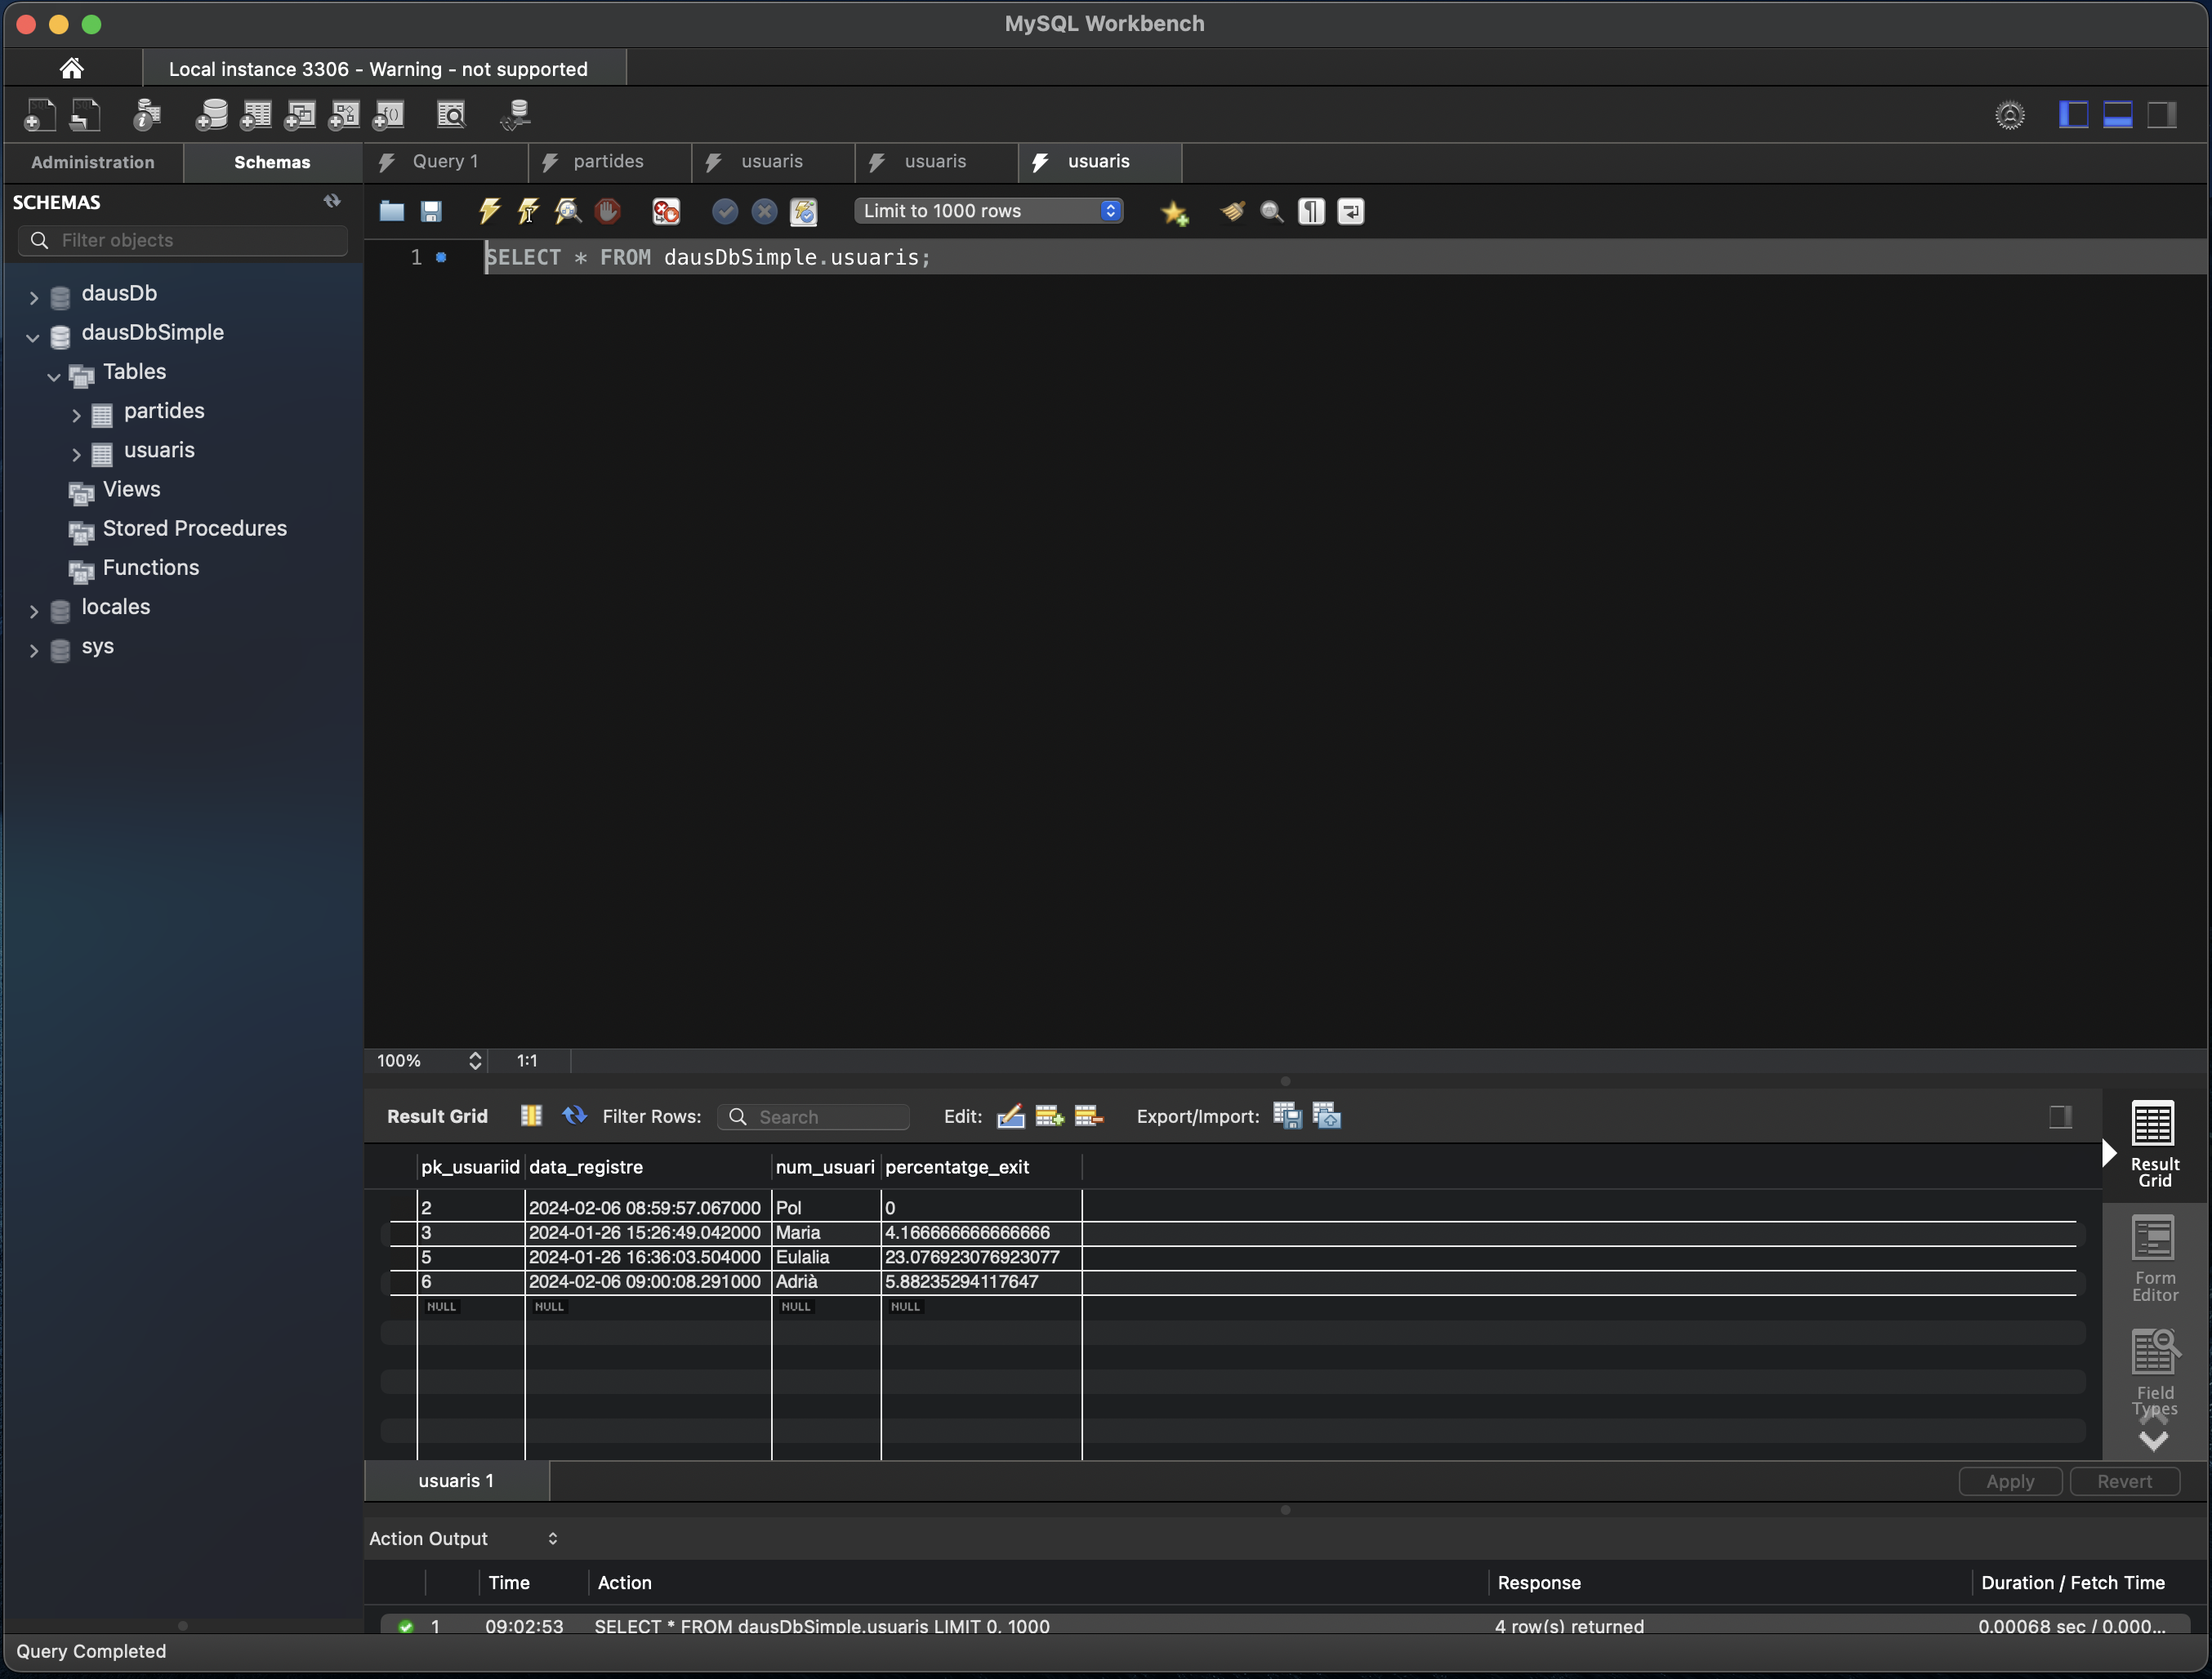 MySQL Workbench
Local instance 3306 - Warning - not supported
Administration
Schemas
Query 1
partides
usuaris
usuaris
usuaris
SCHEMAS
Filter objects
Limit to 1000 rows
1 SELECT * FROM dausDbSimple.usuaris;
dausDb
dausDbSimple
Tables
partides
usuaris
Views
Stored Procedures
Functions
locales
sys
100% 1:1
Result Grid Filter Rows: Search Edit: Export/Import:
pk_usuariid data_registre num_usuari percentatge_exit
2 2024-02-06 08:59:57.067000 Pol 0
3 2024-01-26 15:26:49.042000 Maria 4.166666666666666
5 2024-01-26 16:36:03.504000 Eulalia 23.076923076923077
6 2024-02-06 09:00:08.291000 Adrià 5.88235294117647
NULL NULL NULL NULL
Result
Grid
Form
Editor
Field
Types
usuaris 1
Apply Revert
Action Output
Time Action Response Duration / Fetch Time
1 09:02:53 SELECT * FROM dausDbSimple.usuaris LIMIT 0, 1000 4 row(s) returned 0.00068 sec / 0.000...
Query Completed